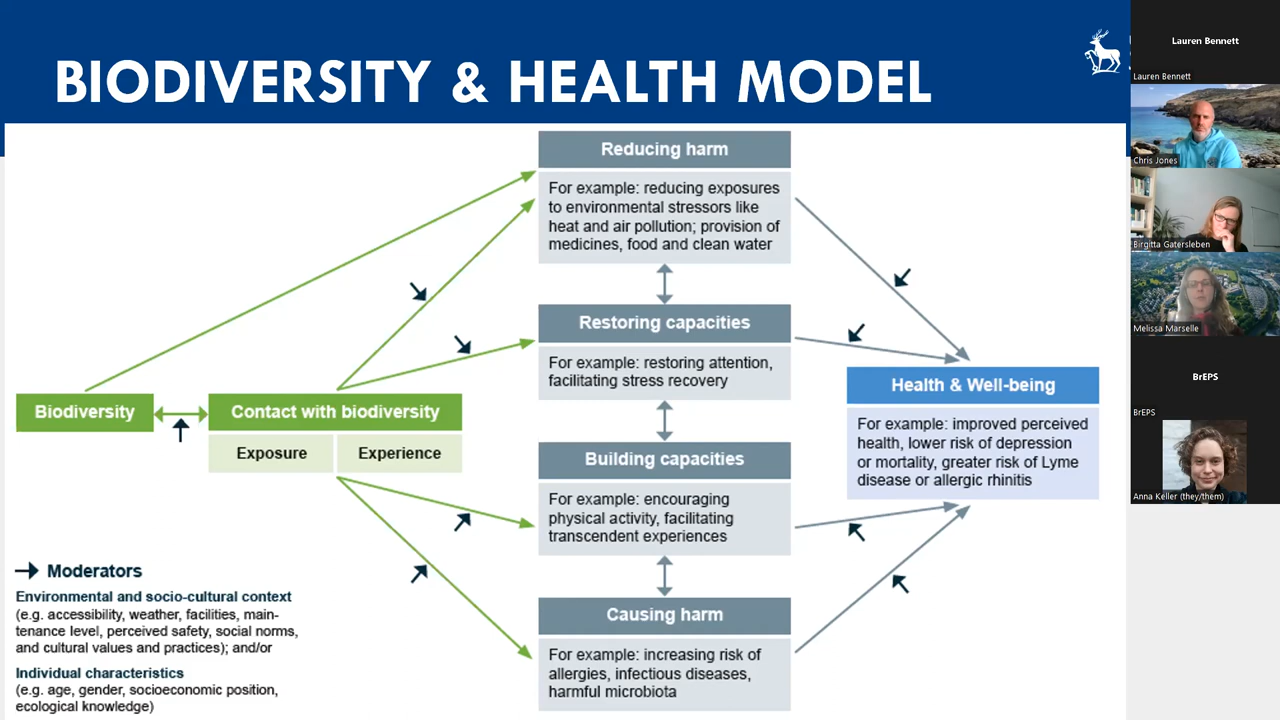 BIODIVERSITY & HEALTH MODEL
Reducing harm
For example: reducing exposures
to environmental stressors like
heat and air pollution; provision of
medicines, food and clean water
Restoring capacities
For example: restoring attention,
facilitating stress recovery
Biodiversity
Contact with biodiversity
Exposure
Experience
Building capacities
For example: encouraging
physical activity, facilitating
transcendent experiences
Causing harm
For example: increasing risk of
allergies, infectious diseases,
harmful microbiota
Health & Well-being
For example: improved perceived
health, lower risk of depression
or mortality, greater risk of Lyme
disease or allergic rhinitis
Moderators
Environmental and socio-cultural context
(e.g. accessibility, weather, facilities, main-
tenance level, perceived safety, social norms,
and cultural values and practices); and/or
Individual characteristics
(e.g. age, gender, socioeconomic position,
ecological knowledge)
Lauren Bennett
Lauren Bennett
Chris Jones
Birgitta Gatersleben
Melissa Marselle
BrEPS
BrEPS
Anna Keller (they/them)